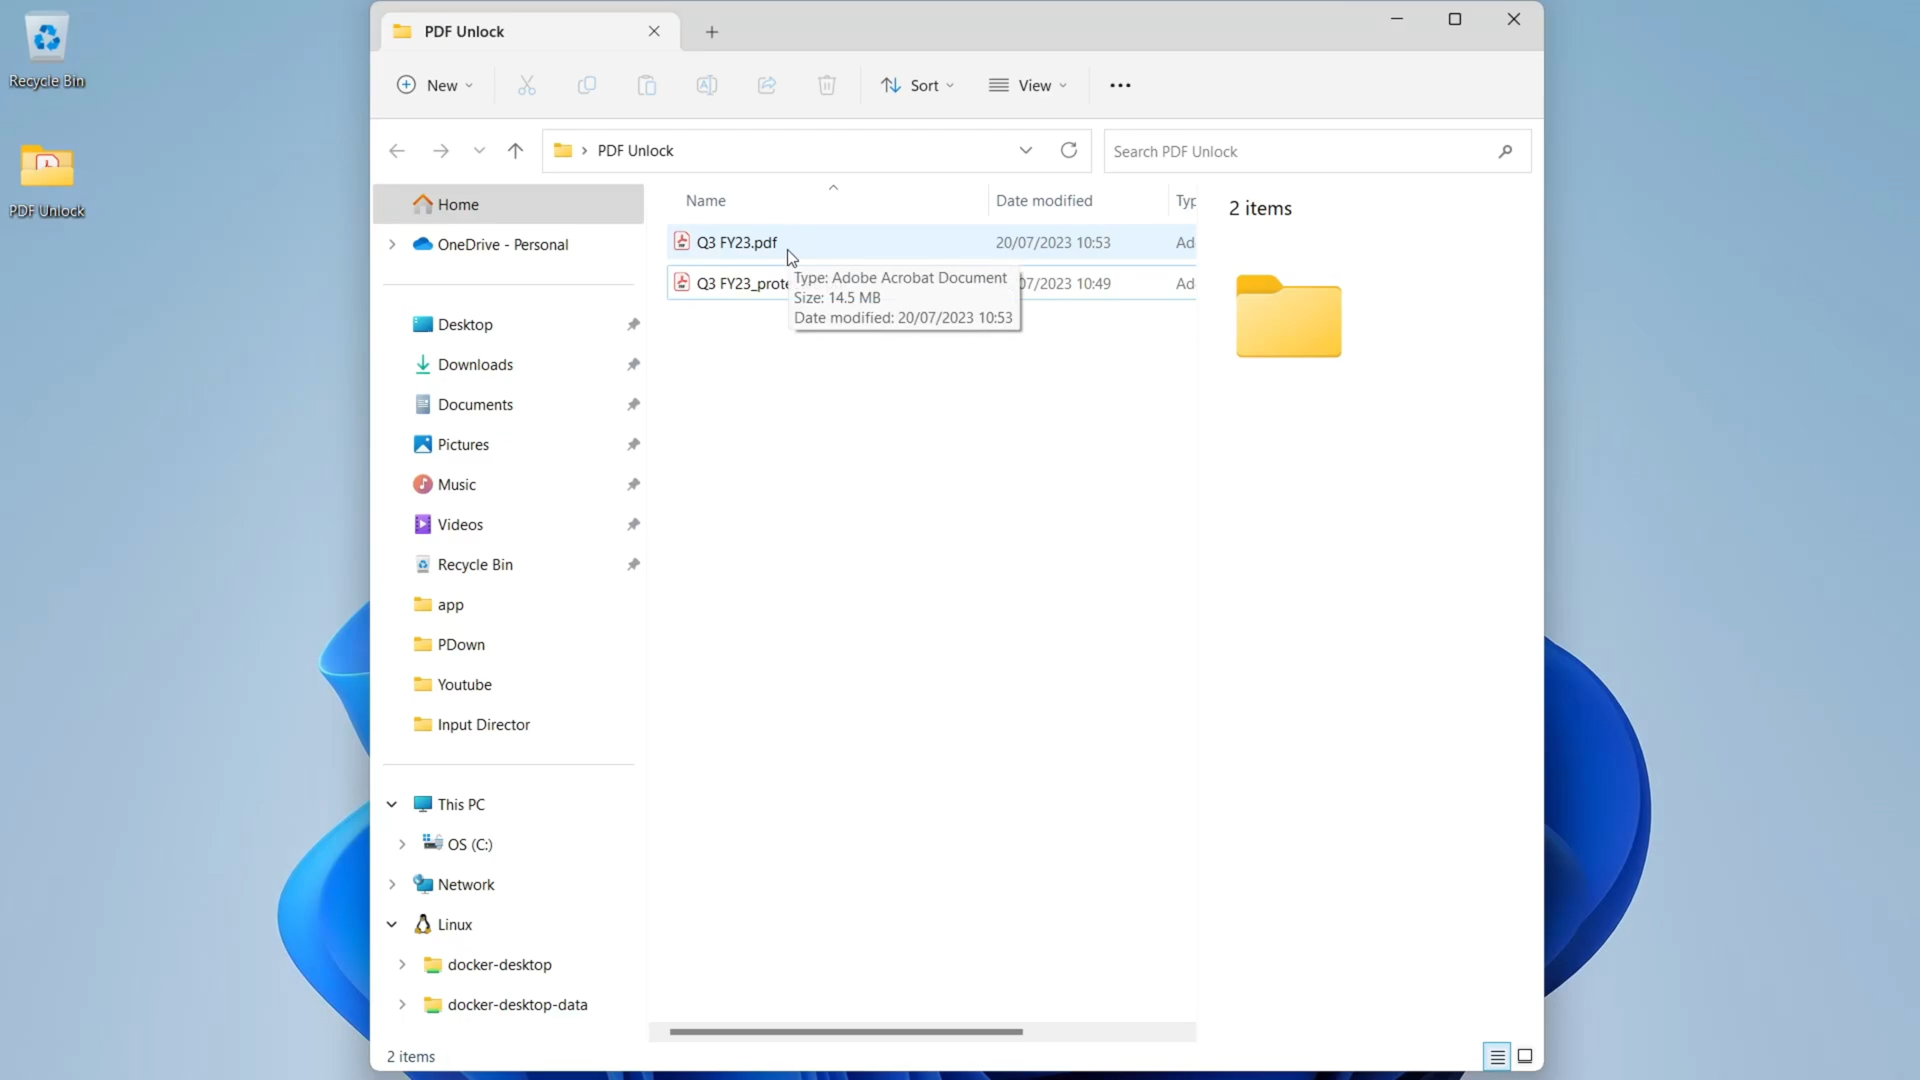 Recycle Bin
PDF Unlock
PDF Unlock
New
Sort
View
PDF Unlock
Search PDF Unlock
Home
OneDrive - Personal
Desktop
Downloads
Documents
Pictures
Music
Videos
Recycle Bin
app
PDown
Youtube
Input Director
This PC
OS (C:)
Network
Linux
docker-desktop
docker-desktop-data
Name Date modified Typ
Q3 FY23.pdf 20/07/2023 10:53 Ad
Q3 FY23_prote 07/2023 10:49 Ad
Type: Adobe Acrobat Document
Size: 14.5 MB
Date modified: 20/07/2023 10:53
2 items
2 items